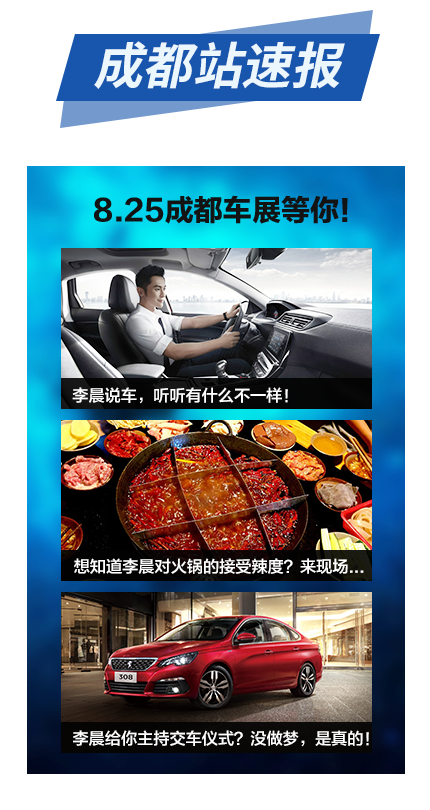 成都站速报
8.25成都车展等你!
李晨说车，听听有什么不一样！
想知道李晨对火锅的接受辣度？来现场...
308
李晨给你主持交车仪式？没做梦，是真的！